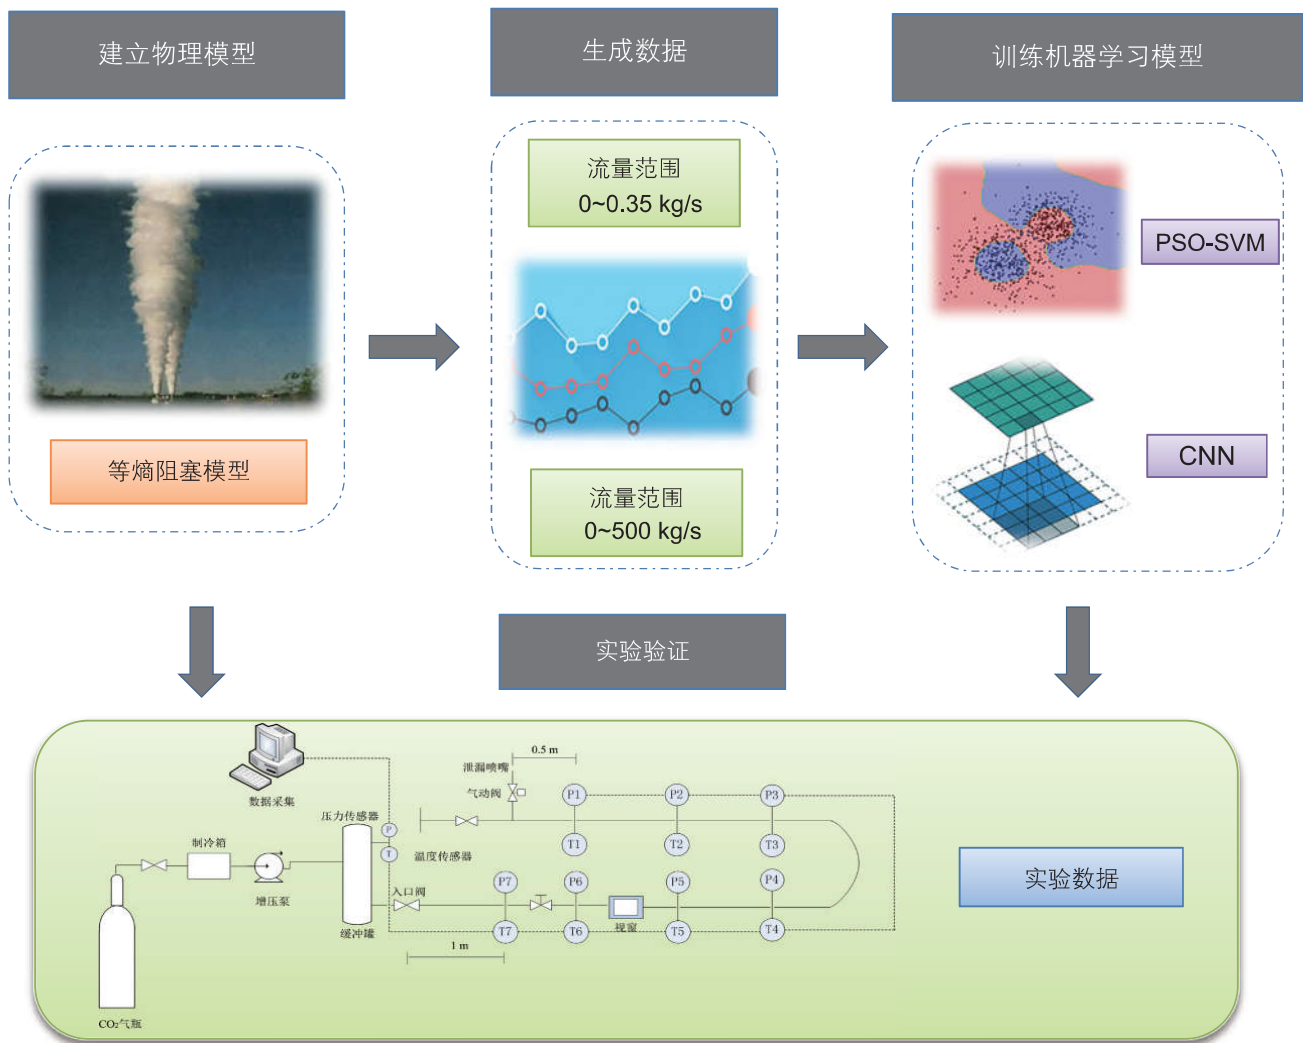 建立物理模型
生成数据
训练机器学习模型
流量范围
0~0.35 kg/s
PSO-SVM
等熵阻塞模型
流量范围
0~500 kg/s
CNN
实验验证
数据采集
压力传感器
P
T
温度传感器
泄漏喷嘴
气动阀
0.5 m
P1
P2
P3
T1
T2
T3
制冷箱
增压泵
缓冲罐
入口阀
P7
P6
P5
P4
T7
T6
视窗
T5
T4
1 m
CO₂气瓶
实验数据